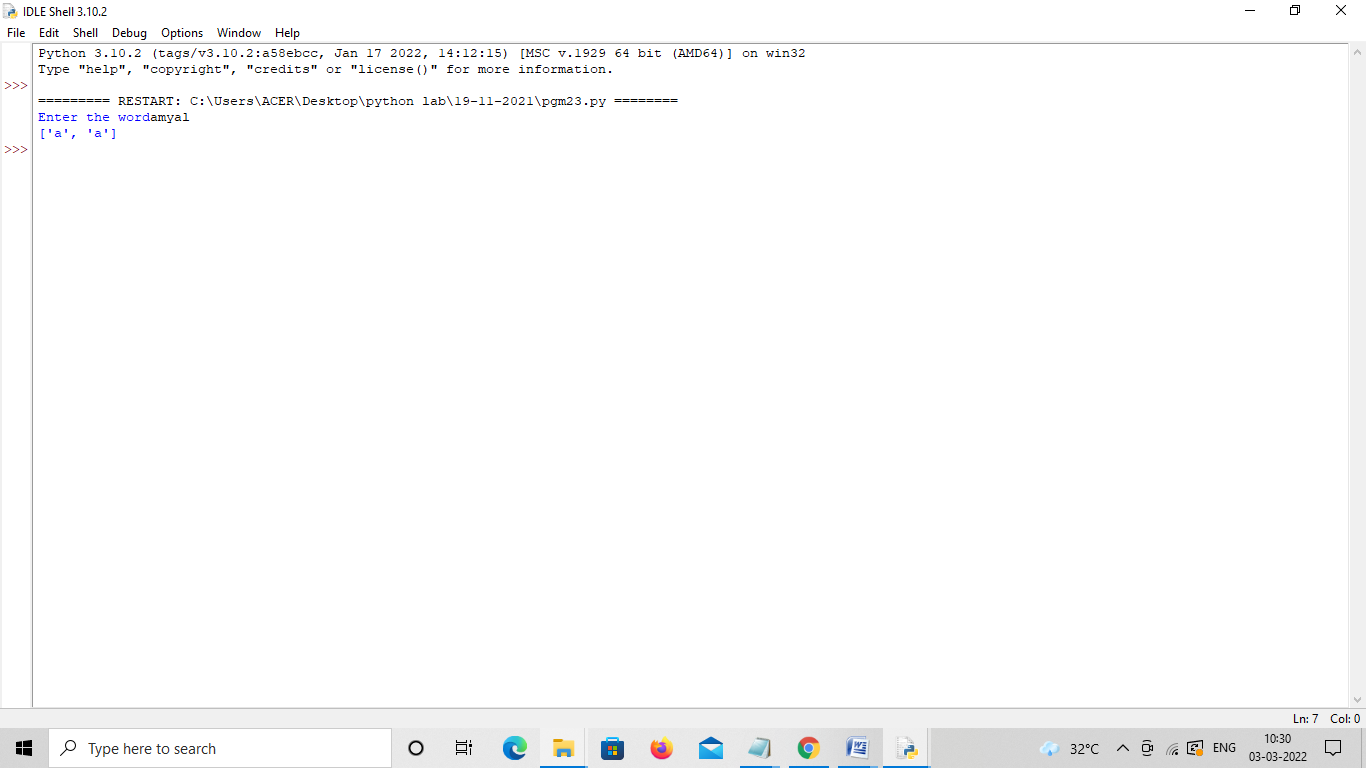 IDLE Shell 3.10.2
File Edit Shell Debug Options Window Help
Python 3.10.2 (tags/v3.10.2:a58ebcc, Jan 17 2022, 14:12:15) [MSC v.1929 64 bit (AMD64)] on win32
Type "help", "copyright", "credits" or "license()" for more information.
>>>
========= RESTART: C:\Users\ACER\Desktop\python lab\19-11-2021\pgm23.py ========
Enter the wordamyal
['a', 'a']
>>>
Ln: 7 Col: 0
Type here to search
32°C
ENG
10:30
03-03-2022